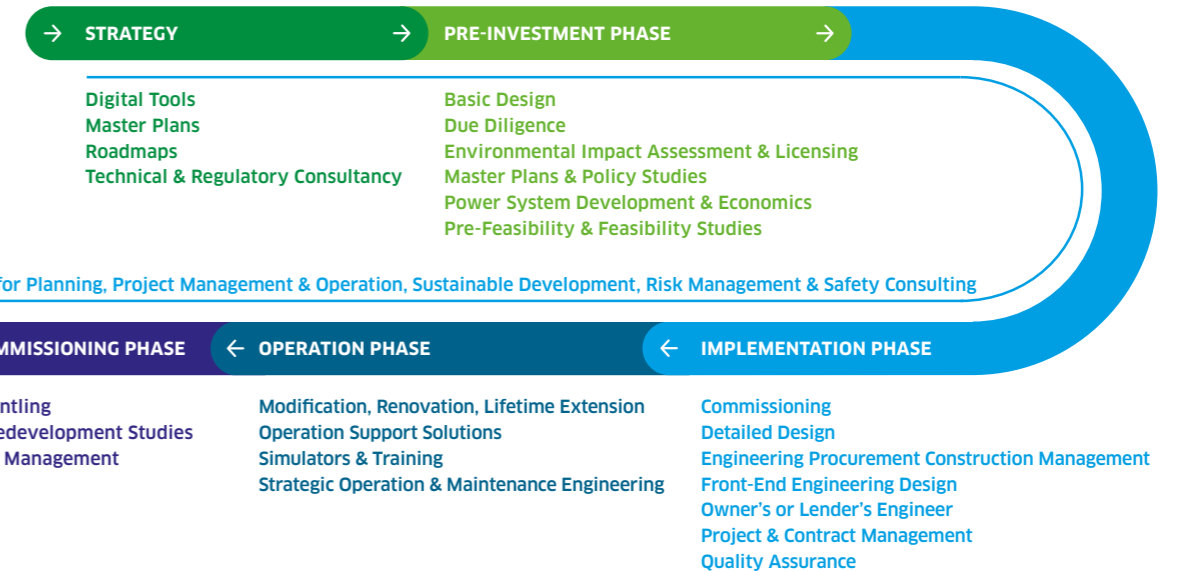 STRATEGY
PRE-INVESTMENT PHASE
Digital Tools
Master Plans
Roadmaps
Technical & Regulatory Consultancy
Basic Design
Due Diligence
Environmental Impact Assessment & Licensing
Master Plans & Policy Studies
Power System Development & Economics
Pre-Feasibility & Feasibility Studies
for Planning, Project Management & Operation, Sustainable Development, Risk Management & Safety Consulting
MMISSIONING PHASE
OPERATION PHASE
IMPLEMENTATION PHASE
ntling
edevelopment Studies
Management
Modification, Renovation, Lifetime Extension
Operation Support Solutions
Simulators & Training
Strategic Operation & Maintenance Engineering
Commissioning
Detailed Design
Engineering Procurement Construction Management
Front-End Engineering Design
Owner's or Lender's Engineer
Project & Contract Management
Quality Assurance